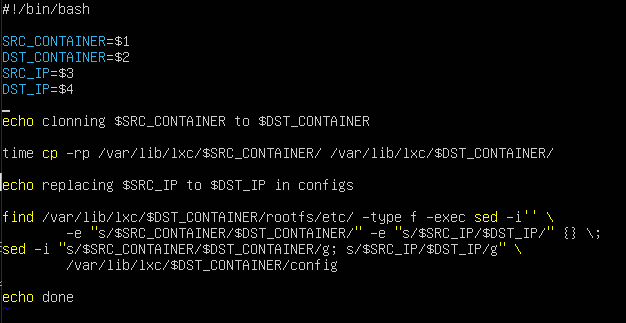 #!/bin/bash
SRC_CONTAINER=$1
DST_CONTAINER=$2
SRC_IP=$3
DST_IP=$4
echo clonning $SRC_CONTAINER to $DST_CONTAINER
time cp -rp /var/lib/lxc/$SRC_CONTAINER/ /var/lib/lxc/$DST_CONTAINER/
echo replacing $SRC_IP to $DST_IP in configs
find /var/lib/lxc/$DST_CONTAINER/rootfs/etc/ -type f -exec sed -i'' \
-e "s/$SRC_CONTAINER/$DST_CONTAINER/" -e "s/$SRC_IP/$DST_IP/" {} \;
sed -i "s/$SRC_CONTAINER/$DST_CONTAINER/g; s/$SRC_IP/$DST_IP/g" \
/var/lib/lxc/$DST_CONTAINER/config
echo done
~